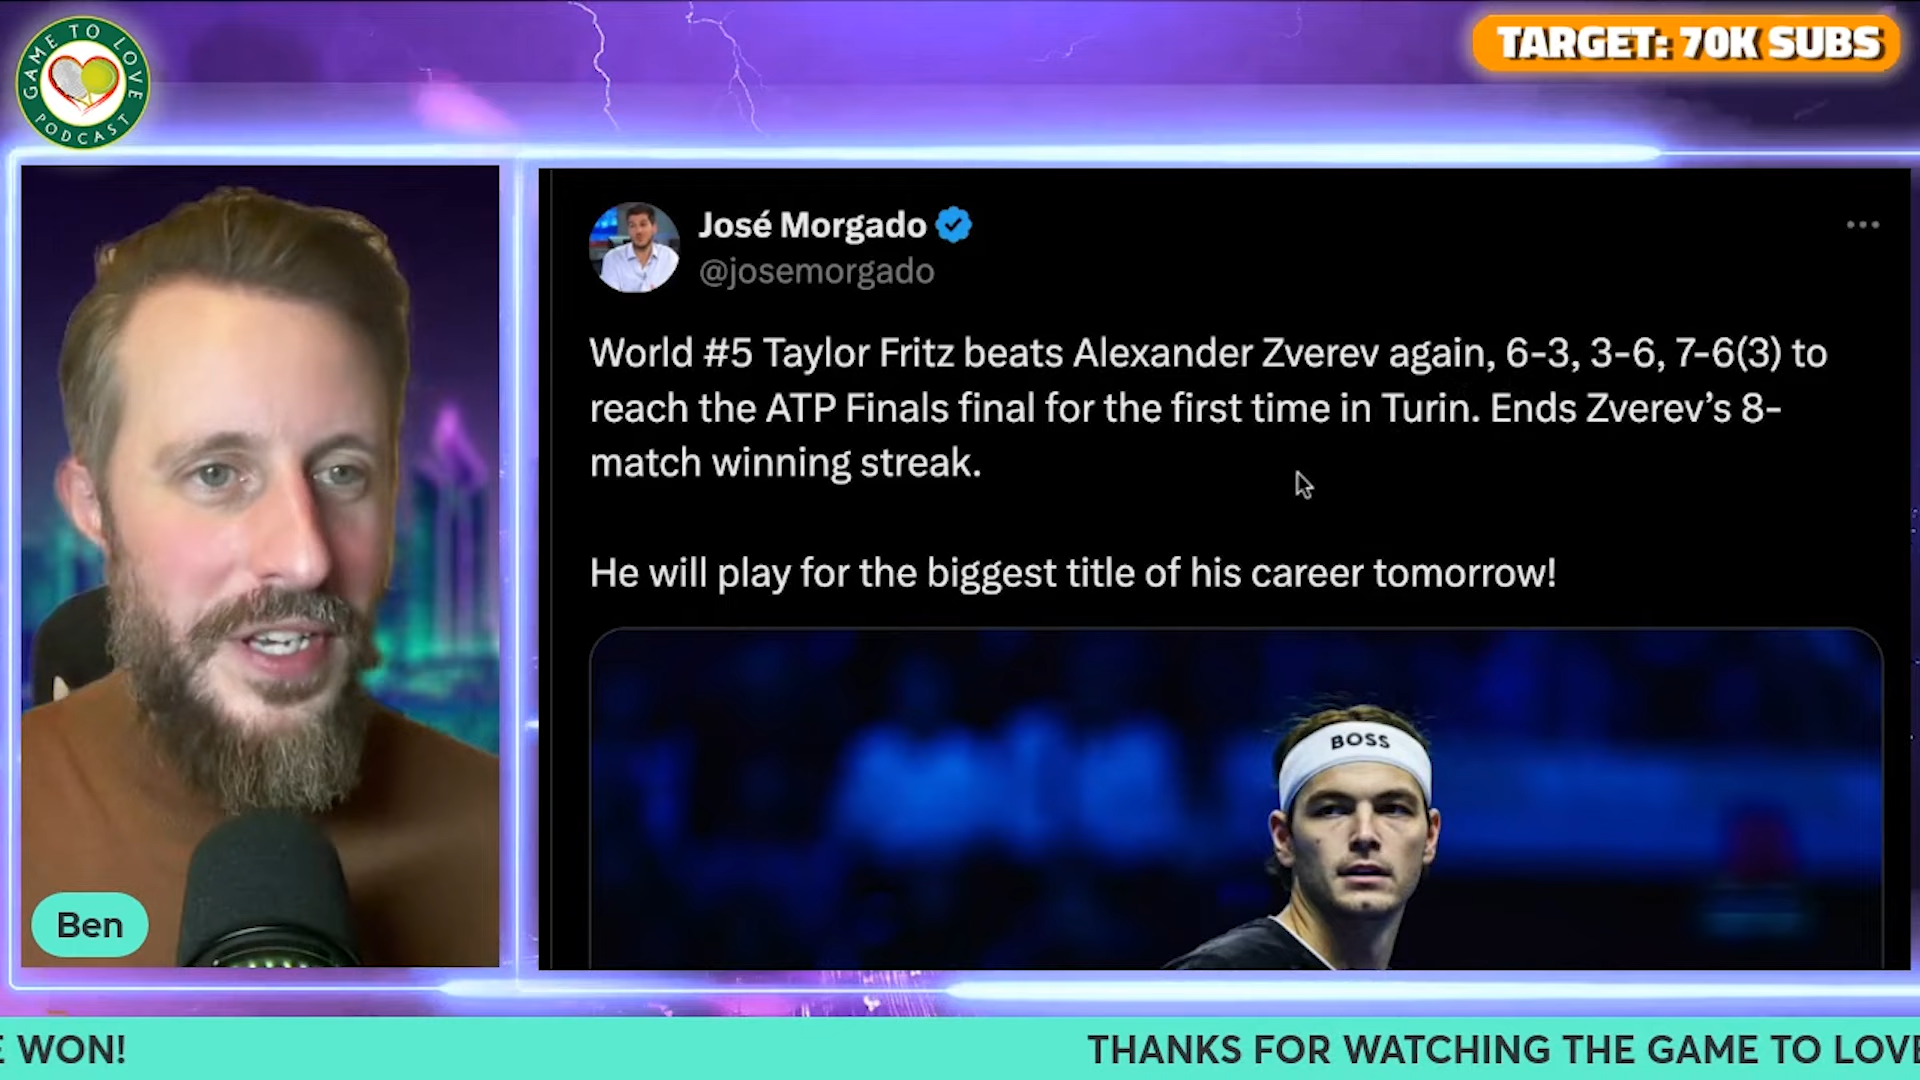 GAME TO LOVE
PODCAST
TARGET: 70K SUBS
José Morgado
@josemorgado
World #5 Taylor Fritz beats Alexander Zverev again, 6-3, 3-6, 7-6(3) to
reach the ATP Finals final for the first time in Turin. Ends Zverev’s 8-
match winning streak.
He will play for the biggest title of his career tomorrow!
BOSS
Ben
E WON!
THANKS FOR WATCHING THE GAME TO LOVE